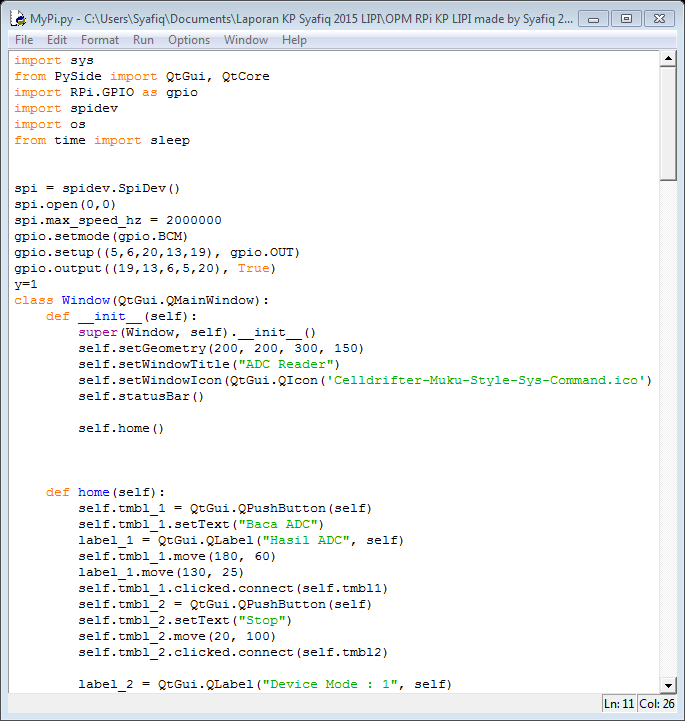 MyPi.py - C:\Users\Syafiq\Documents\Laporan KP Syafiq 2015 LIPI\OPM RPi KP LIPI made by Syafiq 2...
File Edit Format Run Options Window Help
import sys
from PySide import QtGui, QtCore
import RPi.GPIO as gpio
import spidev
import os
from time import sleep
spi = spidev.SpiDev()
spi.open(0,0)
spi.max_speed_hz = 2000000
gpio.setmode(gpio.BCM)
gpio.setup((5,6,20,13,19), gpio.OUT)
gpio.output((19,13,6,5,20), True)
y=1
class Window(QtGui.QMainWindow):
    def __init__(self):
        super(Window, self).__init__()
        self.setGeometry(200, 200, 300, 150)
        self.setWindowTitle("ADC Reader")
        self.setWindowIcon(QtGui.QIcon('Celldrifter-Muku-Style-Sys-Command.ico')
        self.statusBar()
        self.home()
    def home(self):
        self.tmbl_1 = QtGui.QPushButton(self)
        self.tmbl_1.setText("Baca ADC")
        label_1 = QtGui.QLabel("Hasil ADC", self)
        self.tmbl_1.move(180, 60)
        label_1.move(130, 25)
        self.tmbl_1.clicked.connect(self.tmbl1)
        self.tmbl_2 = QtGui.QPushButton(self)
        self.tmbl_2.setText("Stop")
        self.tmbl_2.move(20, 100)
        self.tmbl_2.clicked.connect(self.tmbl2)
        label_2 = QtGui.QLabel("Device Mode : 1", self)
Ln: 11 Col: 26